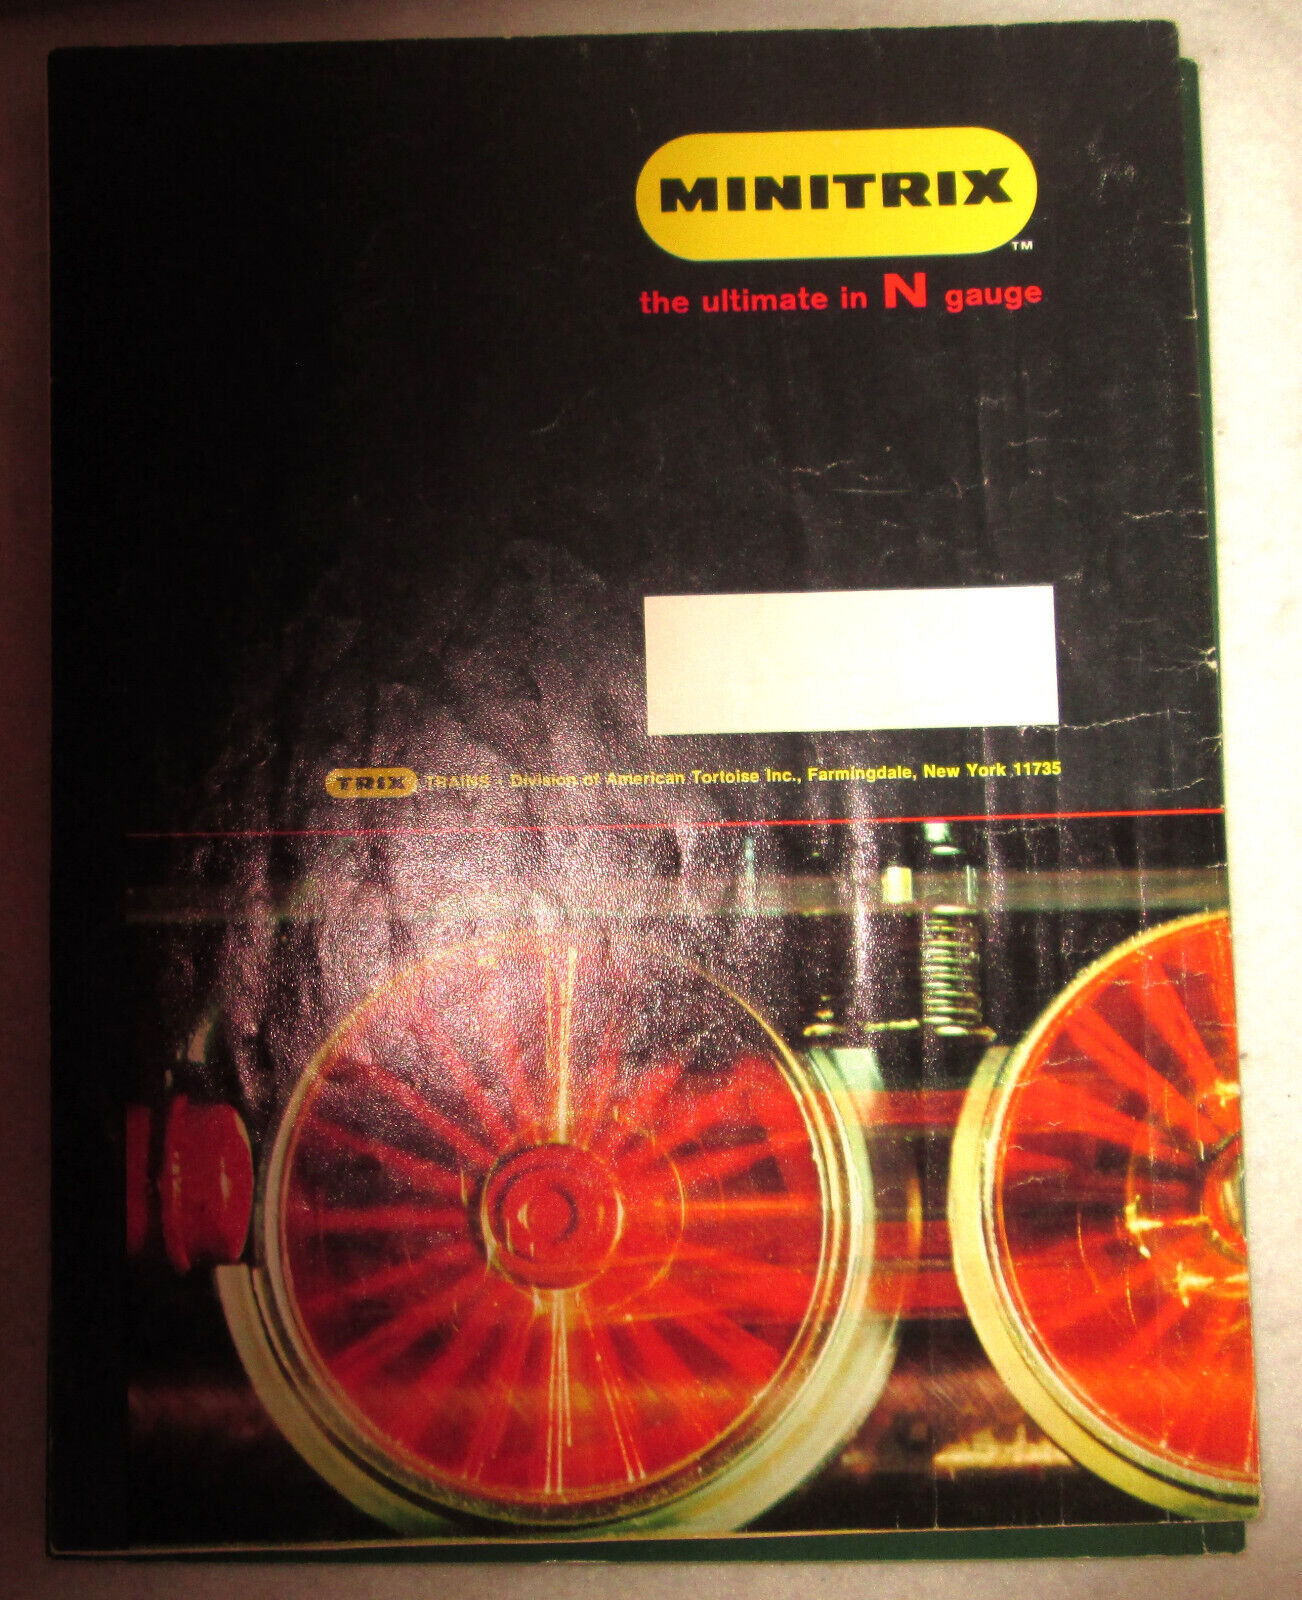 MINITRIX
TM
the ultimate in N gauge
TRIX TRAINS • Division of American Tortoise Inc., Farmingdale, New York 11735